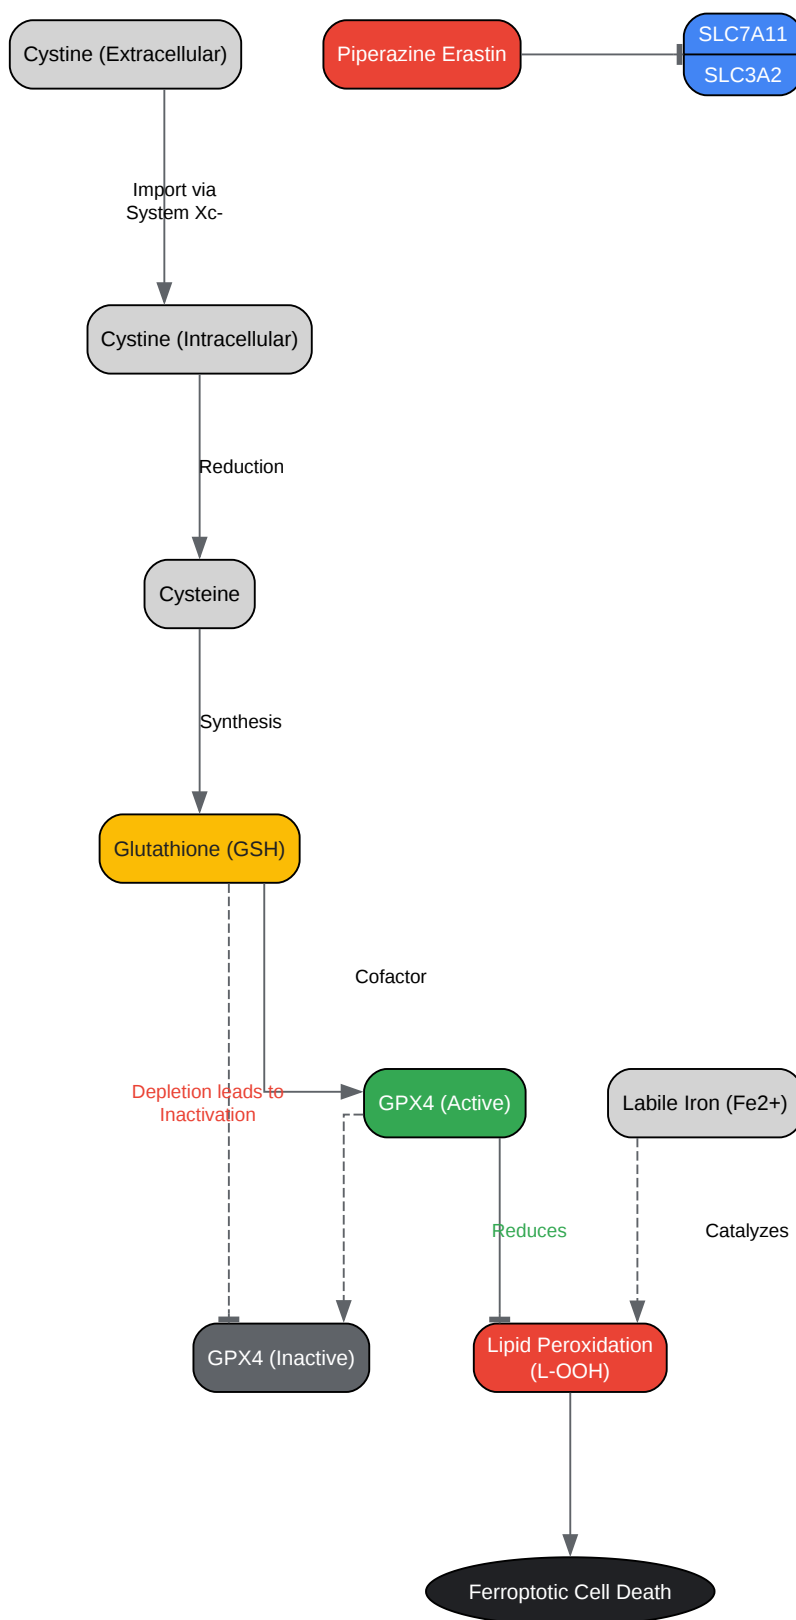 Cystine (Extracellular)
Piperazine Erastin
SLC7A11
SLC3A2
Import via
System Xc-
Cystine (Intracellular)
Reduction
Cysteine
Synthesis
Glutathione (GSH)
Cofactor
Depletion leads to
Inactivation
GPX4 (Active)
Labile Iron (Fe2+)
Reduces
Catalyzes
GPX4 (Inactive)
Lipid Peroxidation
(L-OOH)
Ferroptotic Cell Death